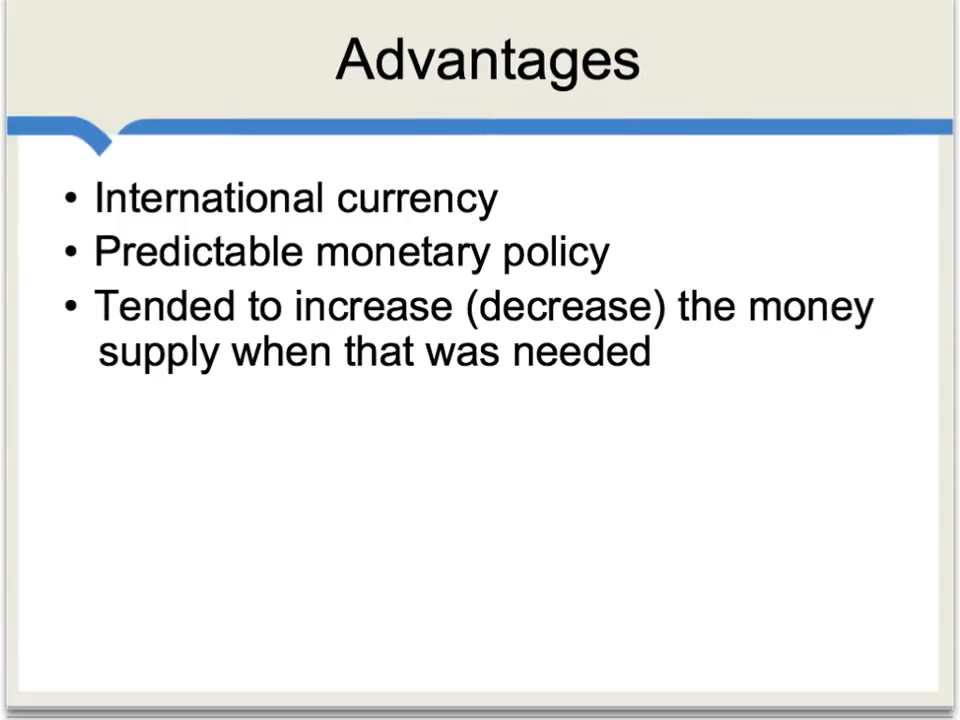 Advantages
• International currency
• Predictable monetary policy
• Tended to increase (decrease) the money
supply when that was needed